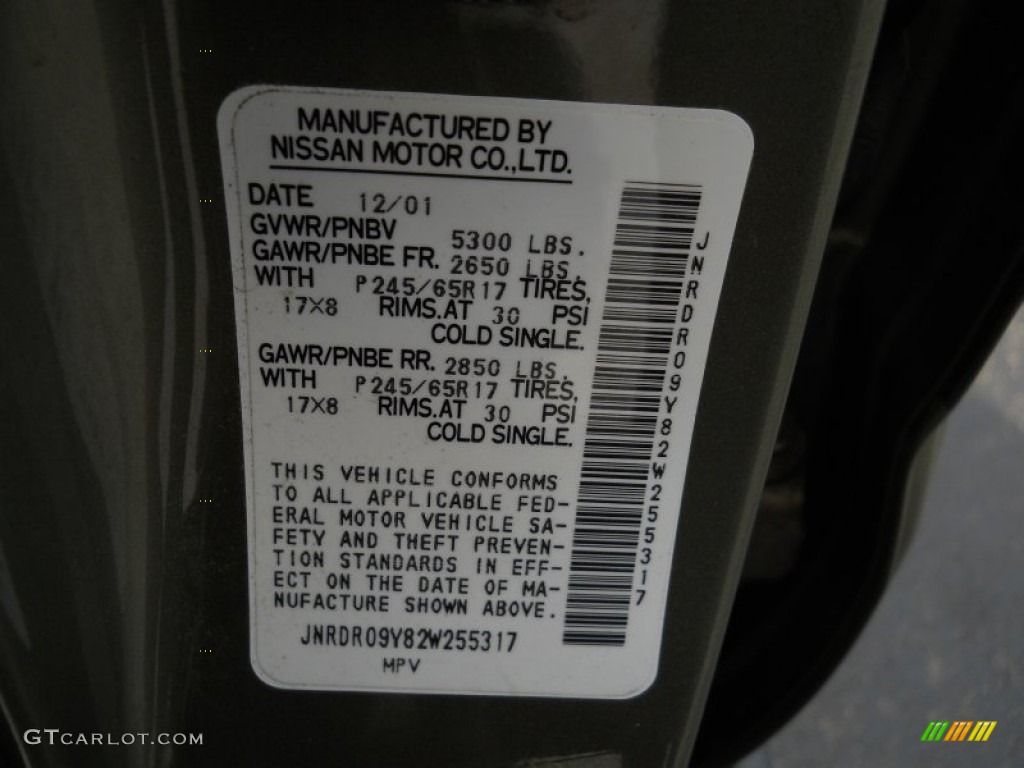 MANUFACTURED BY
NISSAN MOTOR CO.,LTD.
DATE 12/01
GVWR/PNBV 5300 LBS.
GAWR/PNBE FR. 2650 LBS.
WITH P245/65R17 TIRES,
17X8 RIMS.AT 30 PSI
COLD SINGLE.
GAWR/PNBE RR. 2850 LBS.
WITH P245/65R17 TIRES,
17X8 RIMS.AT 30 PSI
COLD SINGLE.
THIS VEHICLE CONFORMS
TO ALL APPLICABLE FED-
ERAL MOTOR VEHICLE SA-
FETY AND THEFT PREVEN-
TION STANDARDS IN EFF-
ECT ON THE DATE OF MA-
NUFACTURE SHOWN ABOVE.
JNRDR09Y82W255317
MPV
JNRDR09Y82W255317
GTCARLOT.COM